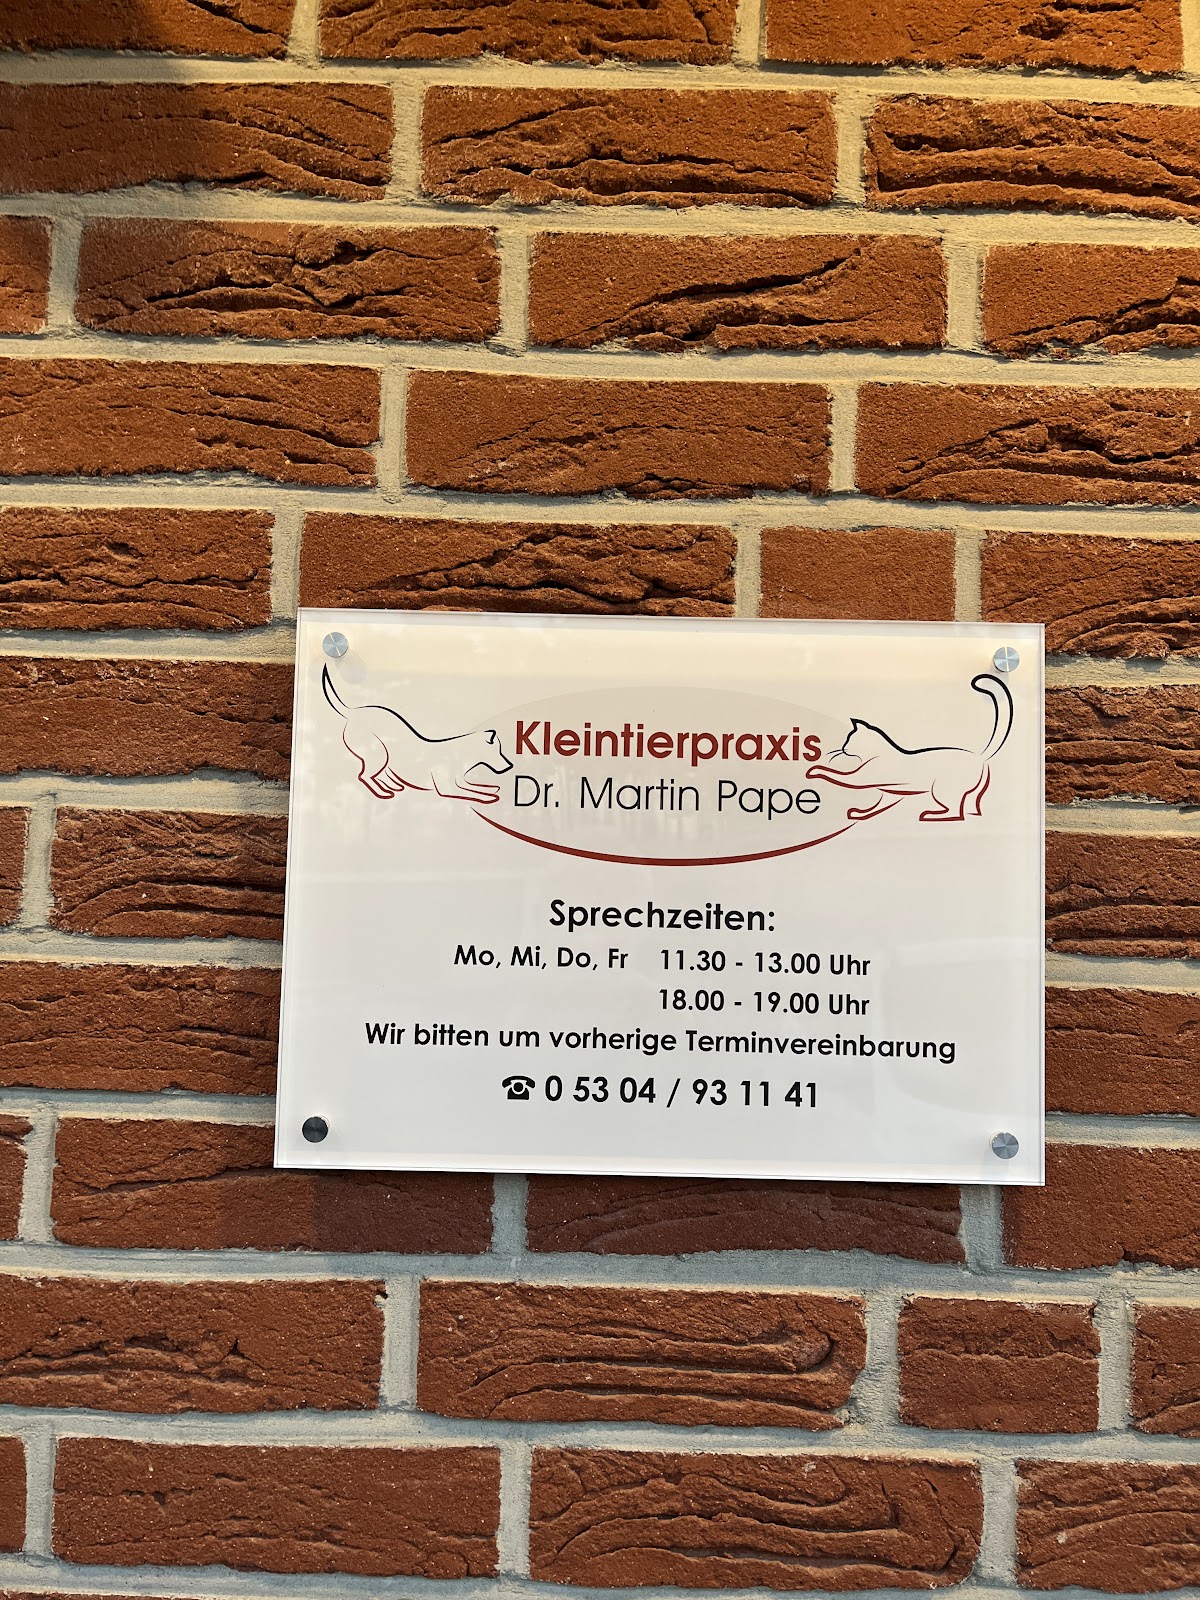 Kleintierpraxis
Dr. Martin Pape
Sprechzeiten:
Mo, Mi, Do, Fr 11.30 - 13.00 Uhr
18.00 - 19.00 Uhr
Wir bitten um vorherige Terminvereinbarung
☎ 0 53 04 / 93 11 41